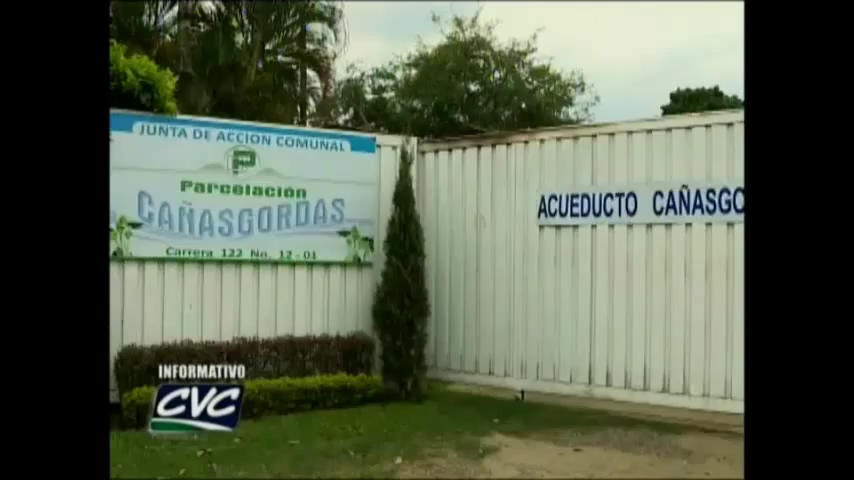 JUNTA DE ACCION COMUNAL
P
Parcelación
CAÑASGORDAS
Carrera 122 No. 12 - 01
ACUEDUCTO CAÑASGO
INFORMATIVO
CVC